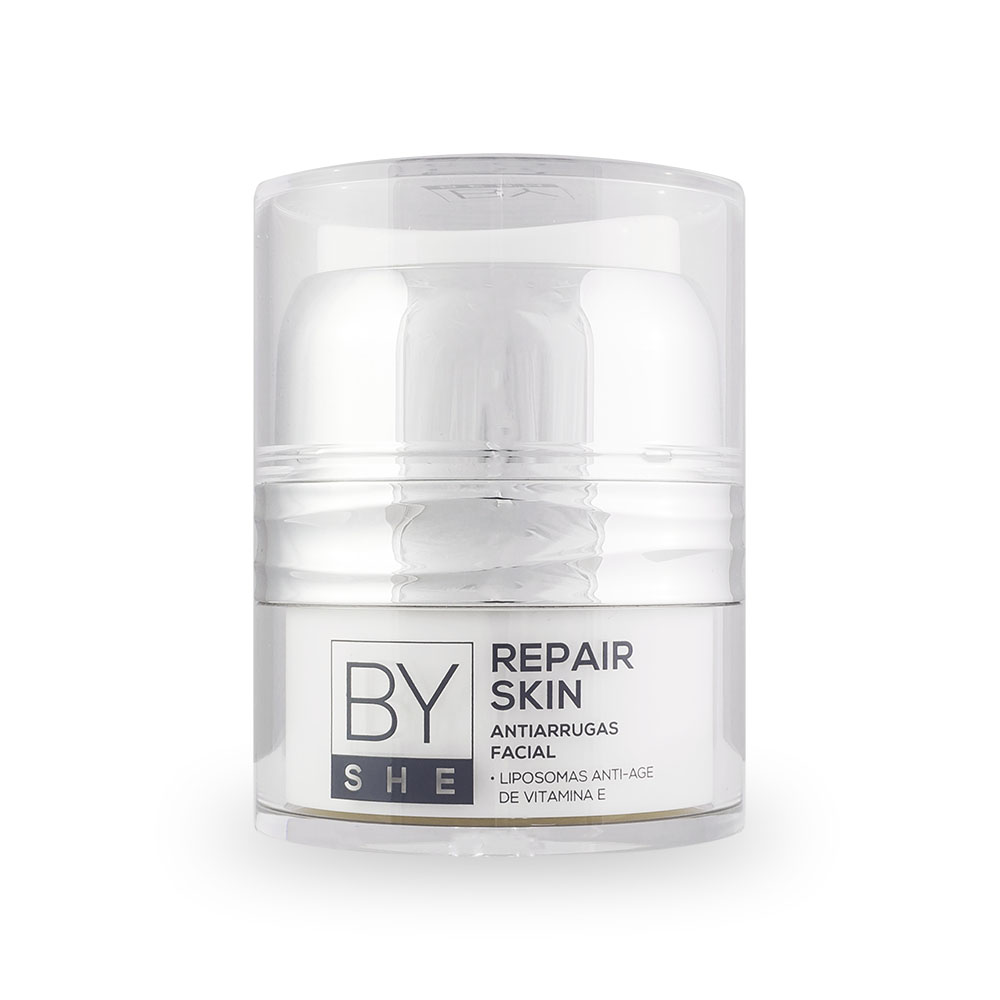 BY
SHE
REPAIR
SKIN
ANTIARRUGAS
FACIAL
• LIPOSOMAS ANTI-AGE
DE VITAMINA E